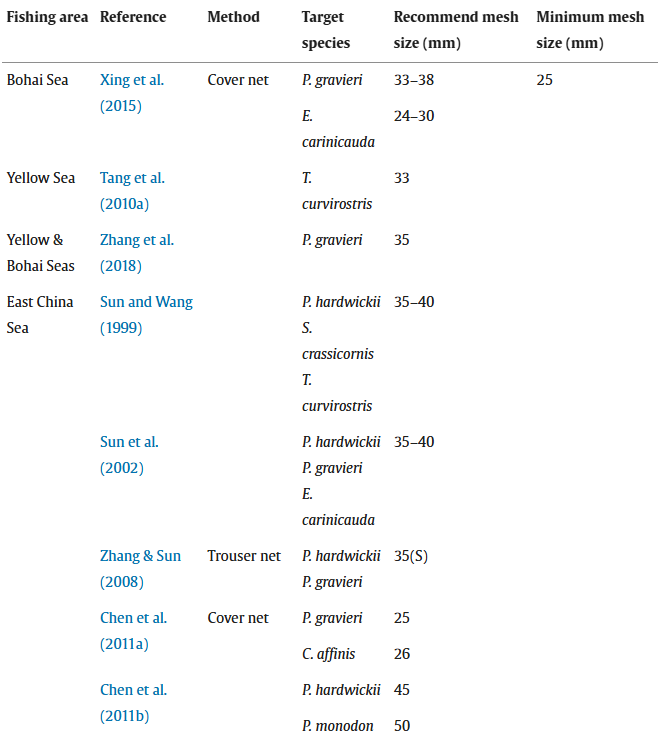 Fishing area Reference Method Target species Recommend mesh size (mm) Minimum mesh size (mm)
Bohai Sea Xing et al. (2015) Cover net P. gravieri 33–38 25
E. carinicauda 24–30
Yellow Sea Tang et al. (2010a) T. curvirostris 33
Yellow & Bohai Seas Zhang et al. (2018) P. gravieri 35
East China Sea Sun and Wang (1999) P. hardwickii 35–40
S. crassicornis
T. curvirostris
Sun et al. (2002) P. hardwickii 35–40
P. gravieri
E. carinicauda
Zhang & Sun (2008) Trouser net P. hardwickii 35(S)
P. gravieri
Chen et al. (2011a) Cover net P. gravieri 25
C. affinis 26
Chen et al. (2011b) P. hardwickii 45
P. monodon 50